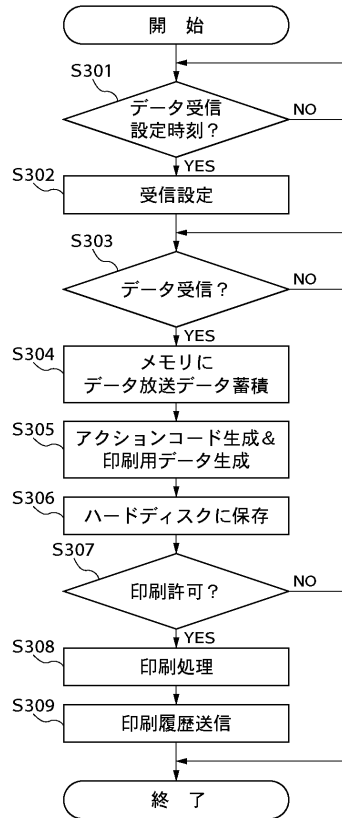 開 始
S301
データ受信
設定時刻？
NO
YES
S302
受信設定
S303
データ受信？
NO
YES
S304
メモリに
データ放送データ蓄積
S305
アクションコード生成＆
印刷用データ生成
S306
ハードディスクに保存
S307
印刷許可？
NO
YES
S308
印刷処理
S309
印刷履歴送信
終 了